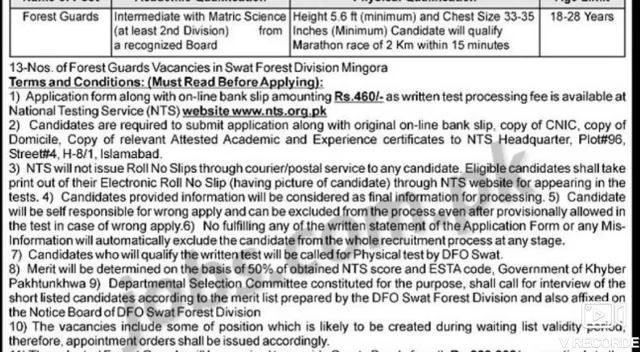 Name of Post Academic Qualification Physical Qualification Age Limit
Forest Guards Intermediate with Matric Science Height 5.6 ft (minimum) and Chest Size 33-35 18-28 Years
(at least 2nd Division) from Inches (Minimum) Candidate will qualify
a recognized Board Marathon race of 2 Km within 15 minutes
13-Nos. of Forest Guards Vacancies in Swat Forest Division Mingora
Terms and Conditions: (Must Read Before Applying):
1) Application form along with on-line bank slip amounting Rs.460/- as written test processing fee is available at
National Testing Service (NTS) website www.nts.org.pk
2) Candidates are required to submit application along with original on-line bank slip, copy of CNIC, copy of
Domicile, Copy of relevant Attested Academic and Experience certificates to NTS Headquarter, Plot#96,
Street#4, H-8/1, Islamabad.
3) NTS will not issue Roll No Slips through courier/postal service to any candidate. Eligible candidates shall take
print out of their Electronic Roll No Slip (having picture of candidate) through NTS website for appearing in the
tests. 4) Candidates provided information will be considered as final information for processing. 5) Candidate
will be self responsible for wrong apply and can be excluded from process even after provisionally allowed in
the test in case of wrong apply.6) No fulfilling any column/ statement in Application Form or any Mis-
Information will automatically exclude the candidate from the whole recruitment process at any stage.
7) Candidates who will qualify the written test will be called for Physical test by DFO Swat.
8) Merit will be determined on the basis of 50% obtained NTS score and ESTA code, Government of Khyber
Pakhtunkhwa 9) Departmental Selection Committee constituted for the purpose, shall call for interview of the
short listed candidates according to the merit list prepared by the DFO Swat Forest Division and also affixed on
the Notice Board of DFO Swat Forest Division
10) The vacancies include some of position which is likely to be created during waiting list validity period,
therefore, appointment orders shall be issued accordingly.
jobs.com.pk
V RECORDE